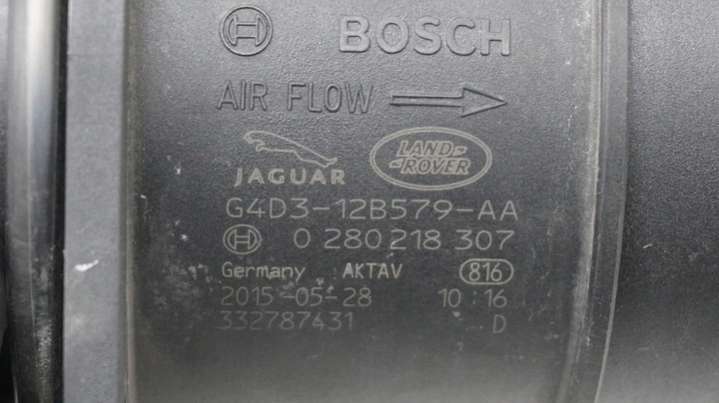 BOSCH
AIR FLOW
JAGUAR
LAND-
-ROVER
G4D3-12B579-AA
0 280 218 307
Germany AKTAV 816
2015-05-28 10:16
332787431 D